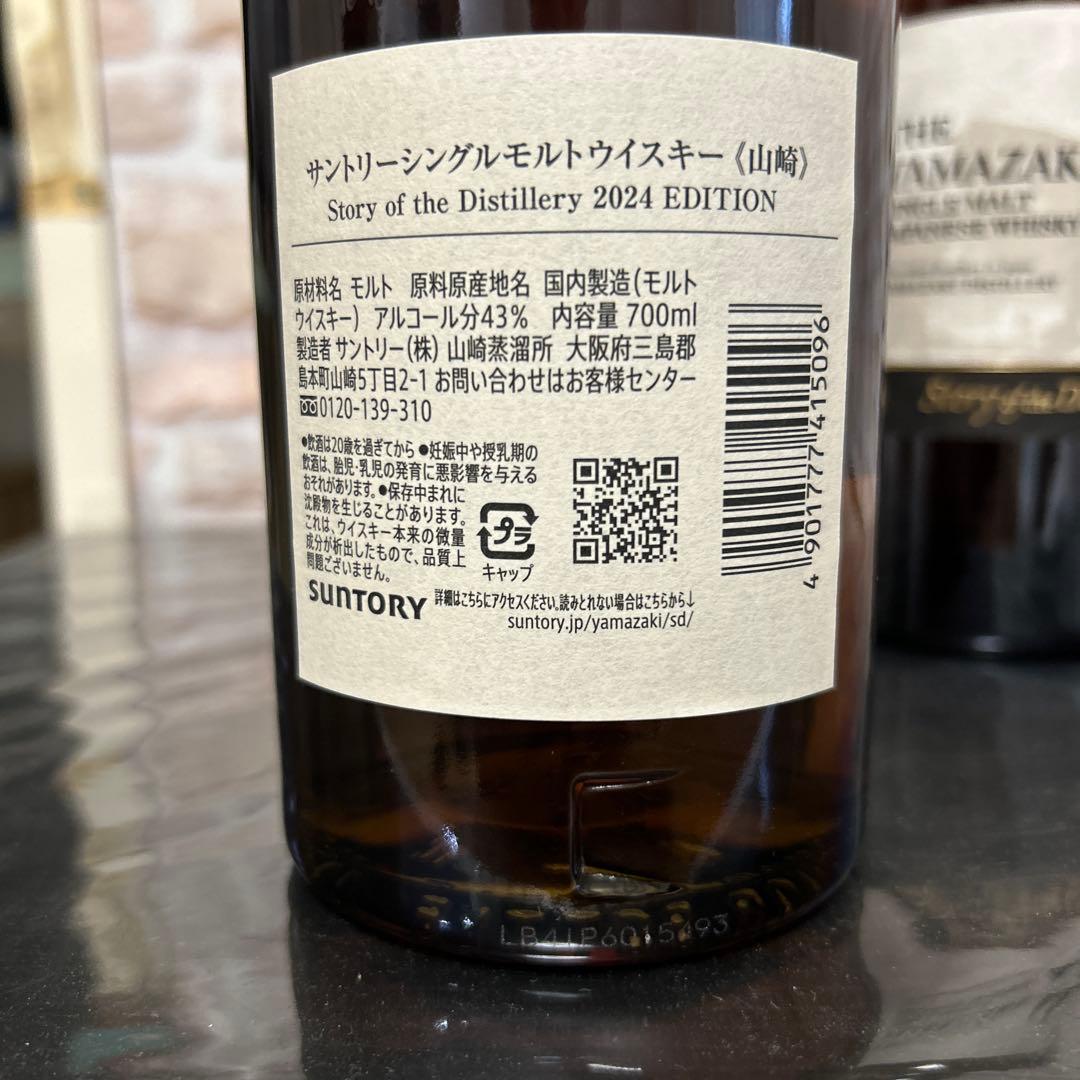 サントリーシングルモルトウイスキー《山崎》
Story of the Distillery 2024 EDITION
原材料名 モルト 原料原産地名 国内製造(モルト
ウイスキー) アルコール分43% 内容量 700ml
製造者 サントリー(株) 山崎蒸溜所 大阪府三島郡
島本町山崎5丁目2-1 お問い合わせはお客様センター
0120-139-310
●飲酒は20歳を過ぎてから ●妊娠中や授乳期の
飲酒は、胎児・乳児の発育に悪影響を与える
おそれがあります。●保存中まれに
沈殿物を生じることがあります。
これは、ウイスキー本来の微量
成分が析出したもので、品質上
問題ございません。
プラ
キャップ
SUNTORY
詳細はこちらにアクセスください。読みとれない場合はこちらから↓
suntory.jp/yamazaki/sd/
4 901777 415096
LB4IP6015493
THE
YAMAZAK
SINGLE MALT
JAPANESE WHISKY
Story of the D